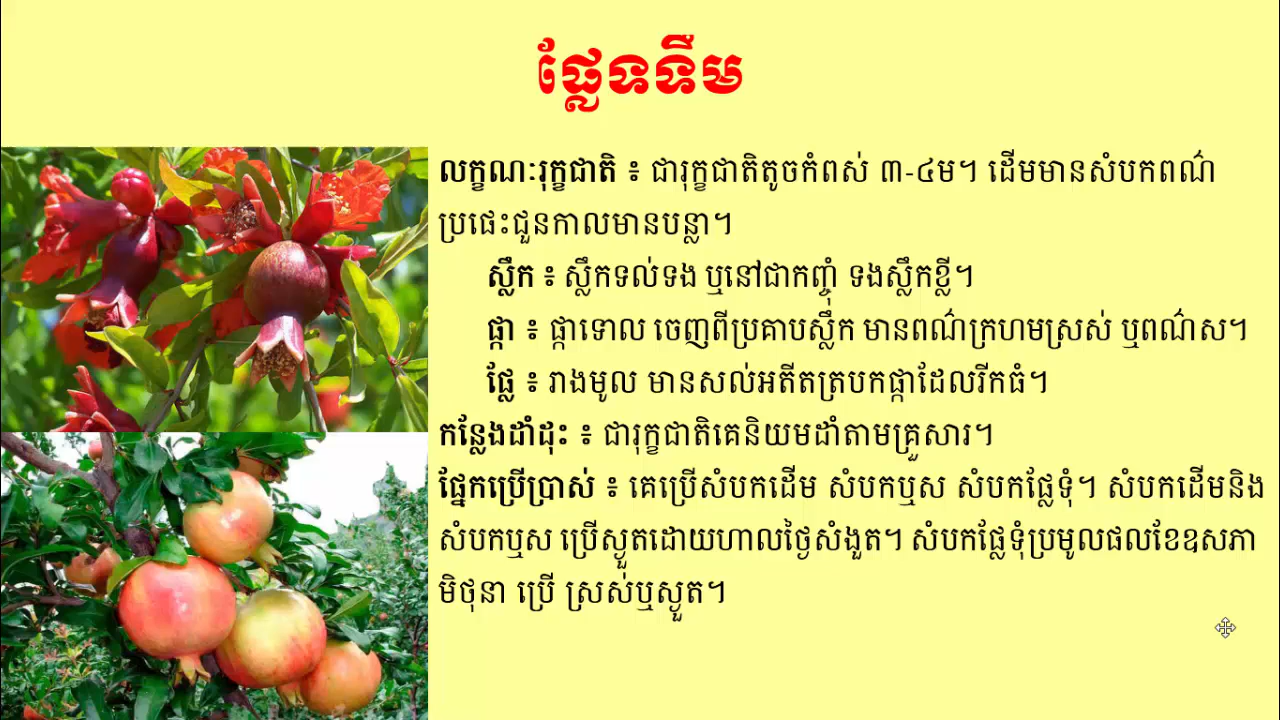 ផ្លែទទឹម
លក្ខណៈរុក្ខជាតិ ៖ ជារុក្ខជាតិតូចកំពស់ ៣-៤ម។ ដើមមានសំបកពណ៌
ប្រផេះជួនកាលមានបន្លា។
ស្លឹក ៖ ស្លឹកទល់ទង ឬនៅជាកញ្ចុំ ទងស្លឹកខ្លី។
ផ្កា ៖ ផ្កាទោល ចេញពីប្រគាបស្លឹក មានពណ៌ក្រហមស្រស់ ឬពណ៌ស។
ផ្លែ ៖ រាងមូល មានសល់អតីតត្របកផ្កាដែលរីកធំ។
កន្លែងដាំដុះ ៖ ជារុក្ខជាតិគេនិយមដាំតាមគ្រួសារ។
ផ្នែកប្រើប្រាស់ ៖ គេប្រើសំបកដើម សំបកឬស សំបកផ្លែទុំ។ សំបកដើមនិង
សំបកឬស ប្រើស្ងួតដោយហាលថ្ងៃសំងួត។ សំបកផ្លែទុំប្រមូលផលខែឧសភា
មិថុនា ប្រើ ស្រស់ឬស្ងួត។